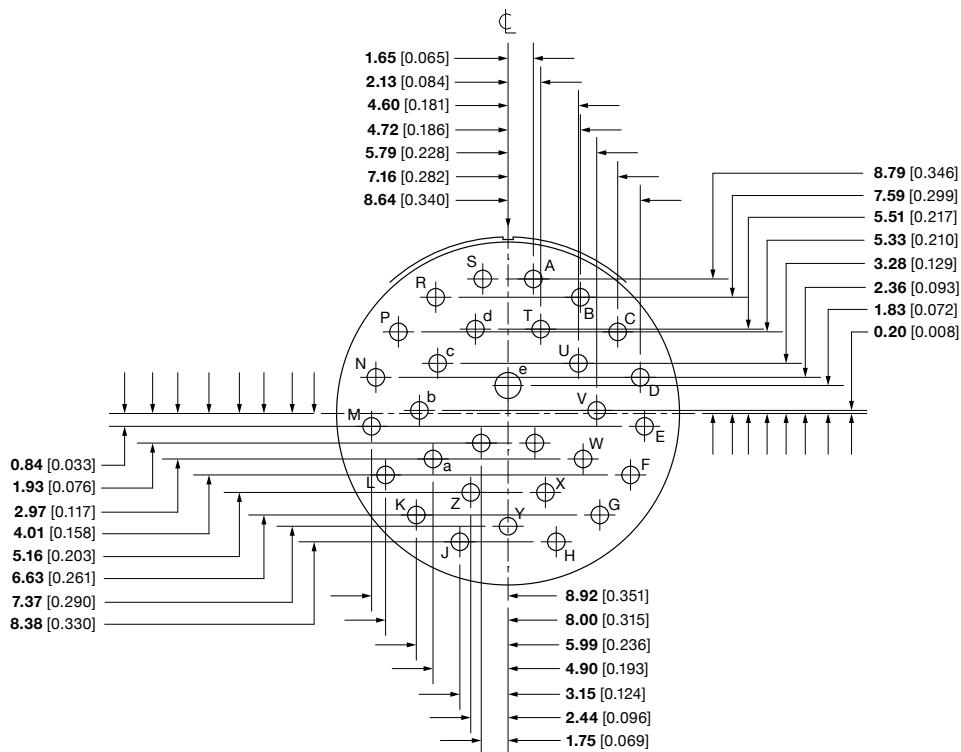 ℄
1.65 [0.065]
2.13 [0.084]
4.60 [0.181]
4.72 [0.186]
5.79 [0.228]
7.16 [0.282]
8.64 [0.340]
8.79 [0.346]
7.59 [0.299]
5.51 [0.217]
5.33 [0.210]
3.28 [0.129]
2.36 [0.093]
1.83 [0.072]
0.20 [0.008]
S A
R B
P d T C
c U
N e D
b V
M E
W
a
L F
Z X
K G
Y
J H
0.84 [0.033]
1.93 [0.076]
2.97 [0.117]
4.01 [0.158]
5.16 [0.203]
6.63 [0.261]
7.37 [0.290]
8.38 [0.330]
8.92 [0.351]
8.00 [0.315]
5.99 [0.236]
4.90 [0.193]
3.15 [0.124]
2.44 [0.096]
1.75 [0.069]